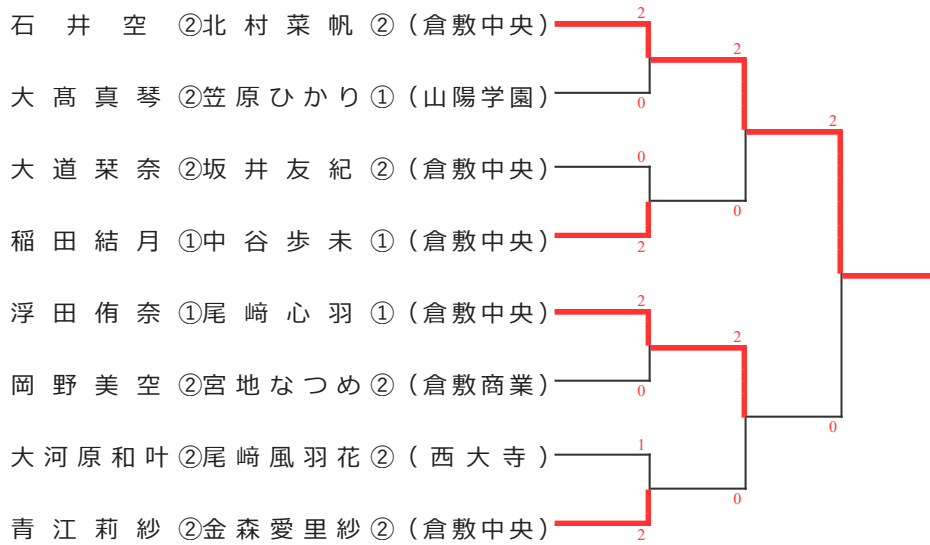 石井空 ②北村菜帆 ② (倉敷中央) 2
2
大髙真琴 ②笠原ひかり ① (山陽学園) 0
2
大道栞奈 ②坂井友紀 ② (倉敷中央) 0
0
稲田結月 ①中谷歩未 ① (倉敷中央) 2
浮田侑奈 ①尾﨑心羽 ① (倉敷中央) 2
2
岡野美空 ②宮地なつめ ② (倉敷商業) 0
0
大河原和叶 ②尾﨑風羽花 ② (西大寺) 1
0
青江莉紗 ②金森愛里紗 ② (倉敷中央) 2